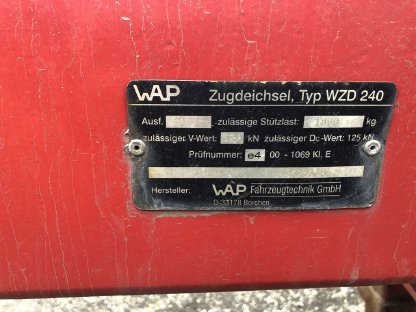 WAP Zugdeichsel, Typ WZD 240
Ausf. zulässige Stützlast: kg
zulässiger V-Wert: kN zulässiger Dc-Wert: 125 kN
Prüfnummer: e4 00 - 1069 Kl, E
Hersteller: WAP Fahrzeugtechnik GmbH
D-33178 Borchen